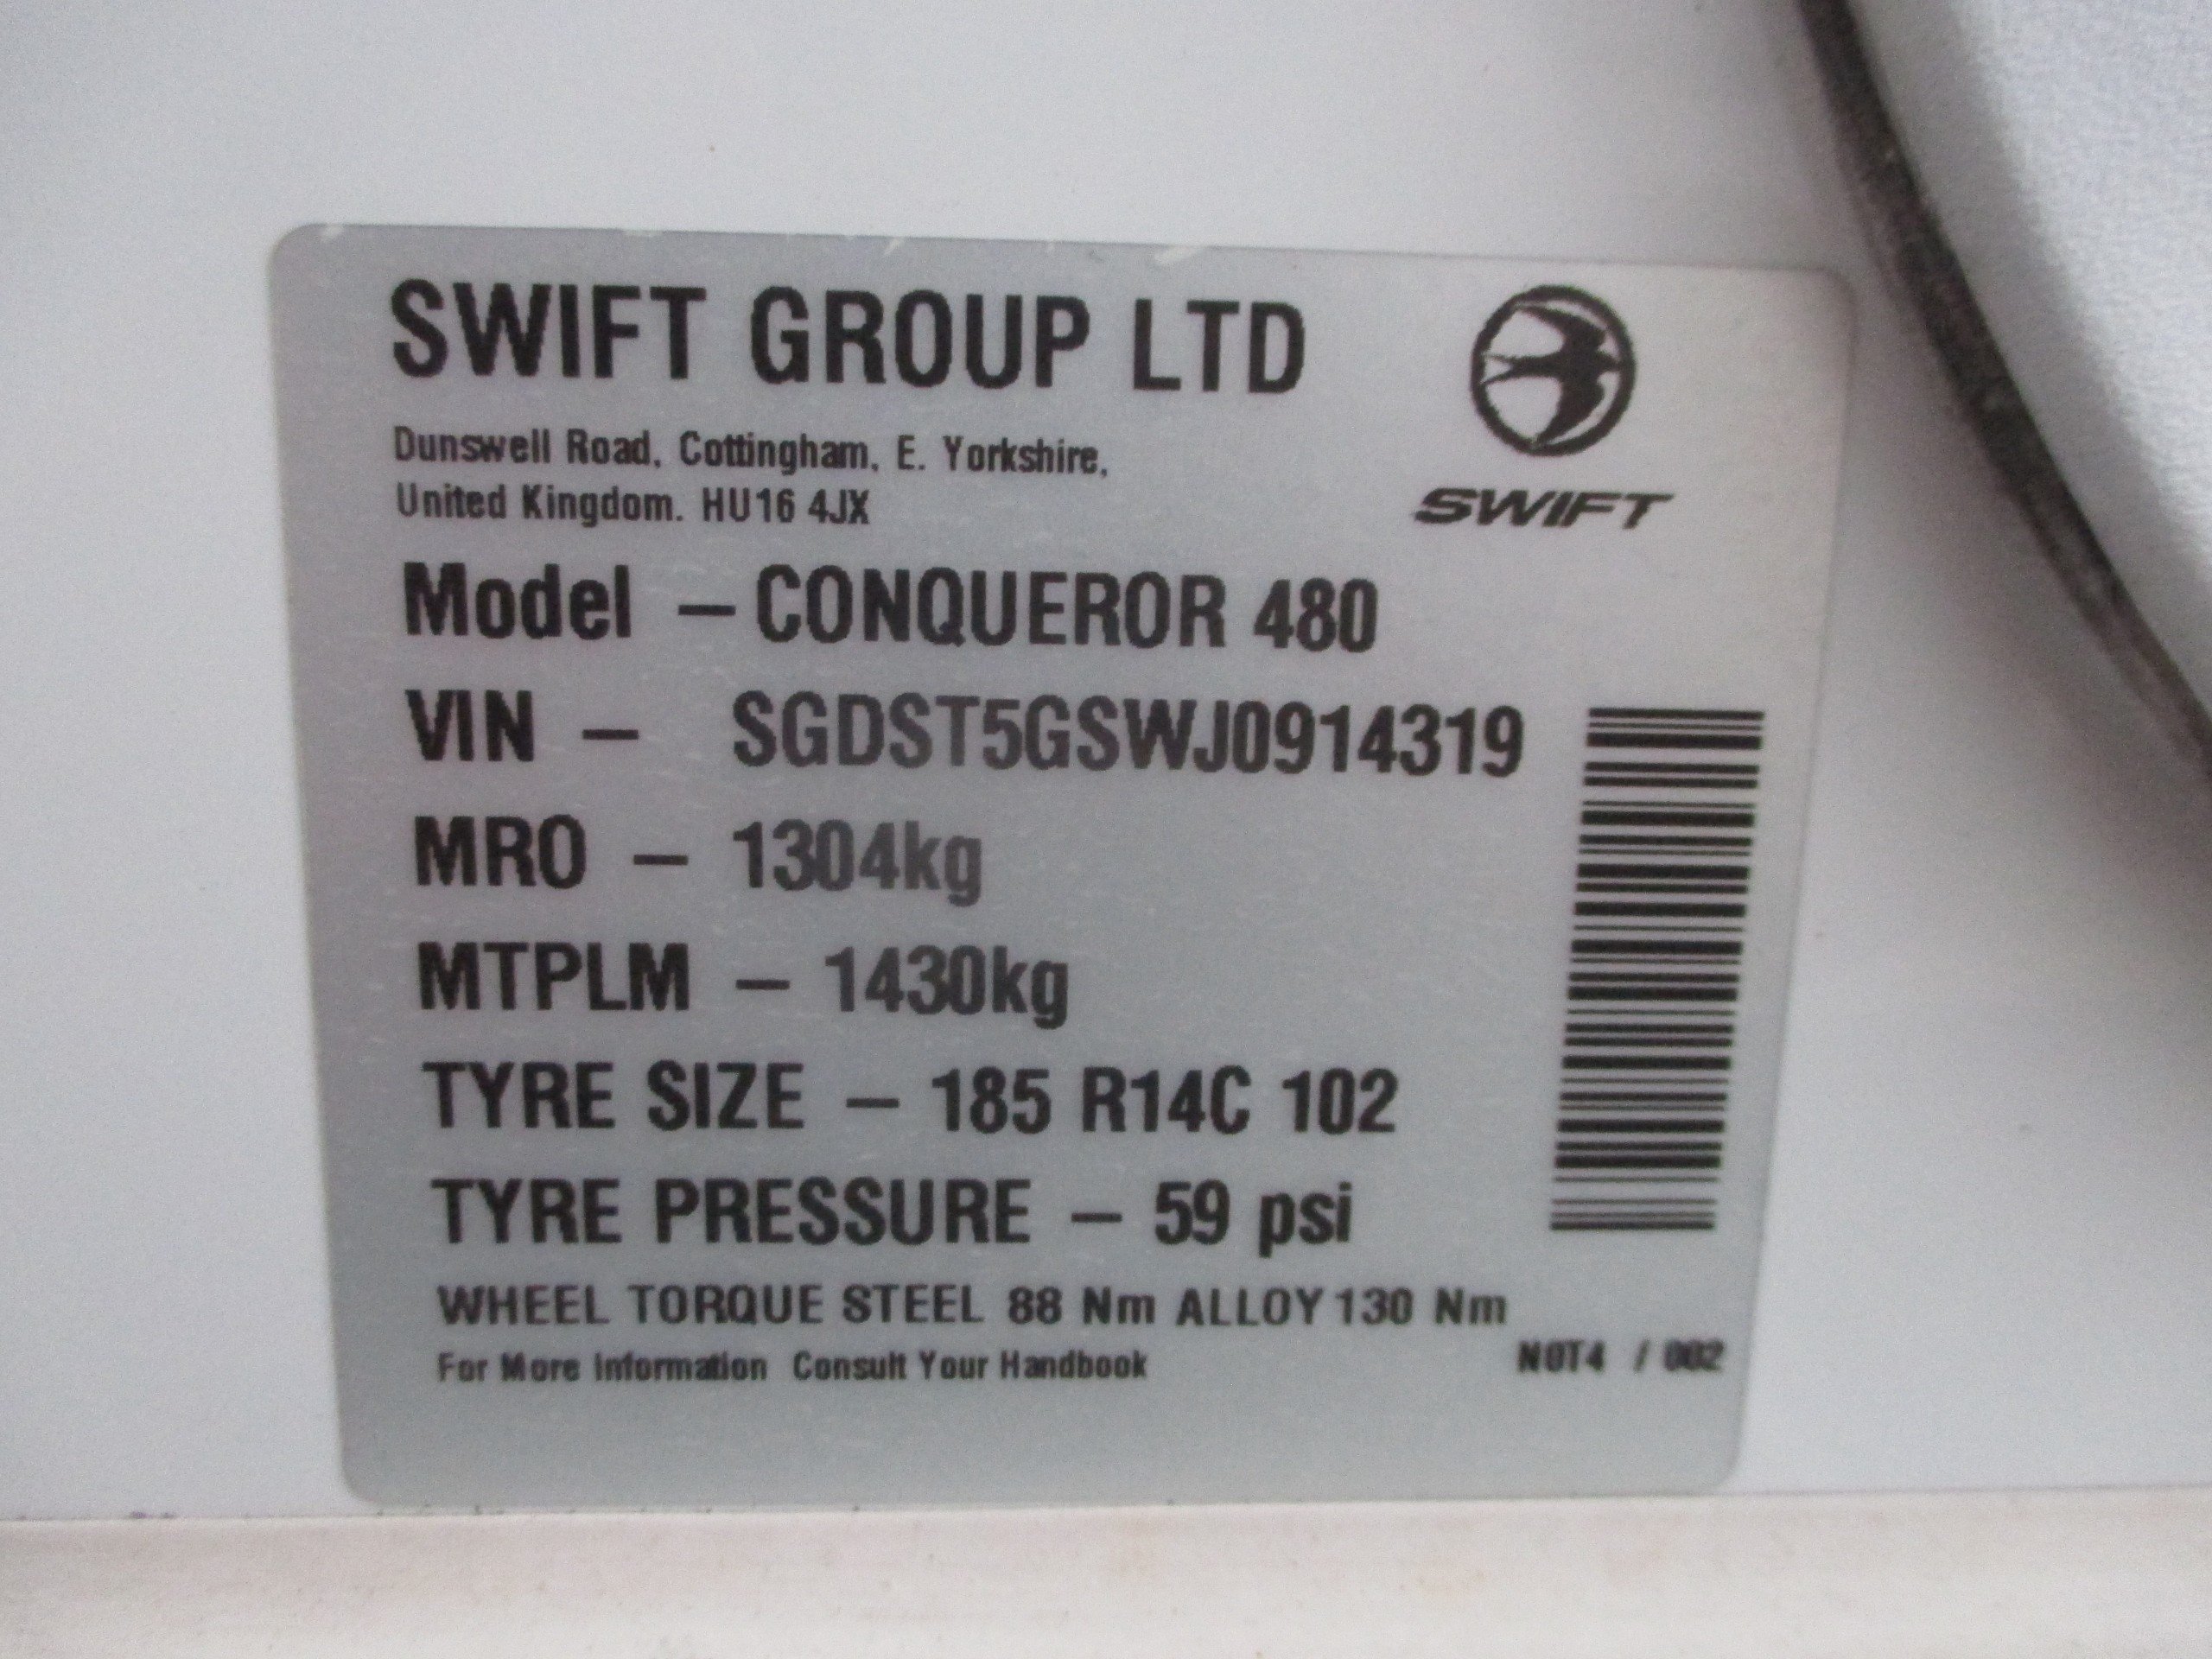 SWIFT GROUP LTD
Dunswell Road, Cottingham, E. Yorkshire,
United Kingdom. HU16 4JX
SWIFT
Model – CONQUEROR 480
VIN – SGDST5GSWJ0914319
MRO – 1304kg
MTPLM – 1430kg
TYRE SIZE – 185 R14C 102
TYRE PRESSURE – 59 psi
WHEEL TORQUE STEEL 88 Nm ALLOY 130 Nm
For More Information Consult Your Handbook
N0T4 / 002